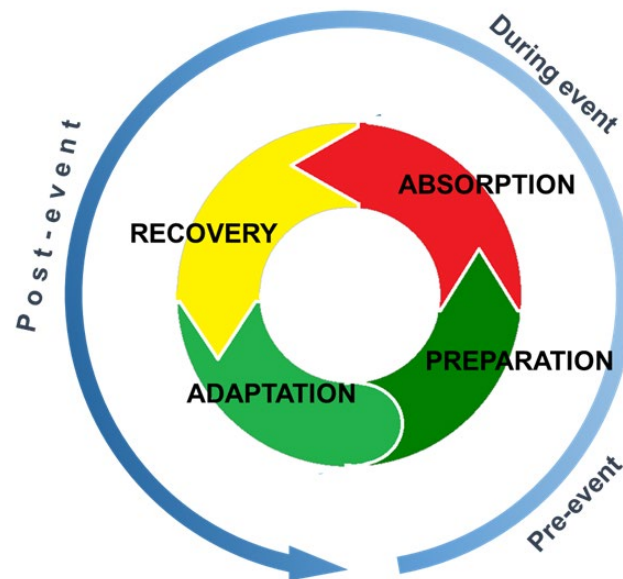 During event
Post-event
ABSORPTION
RECOVERY
PREPARATION
ADAPTATION
Pre-event